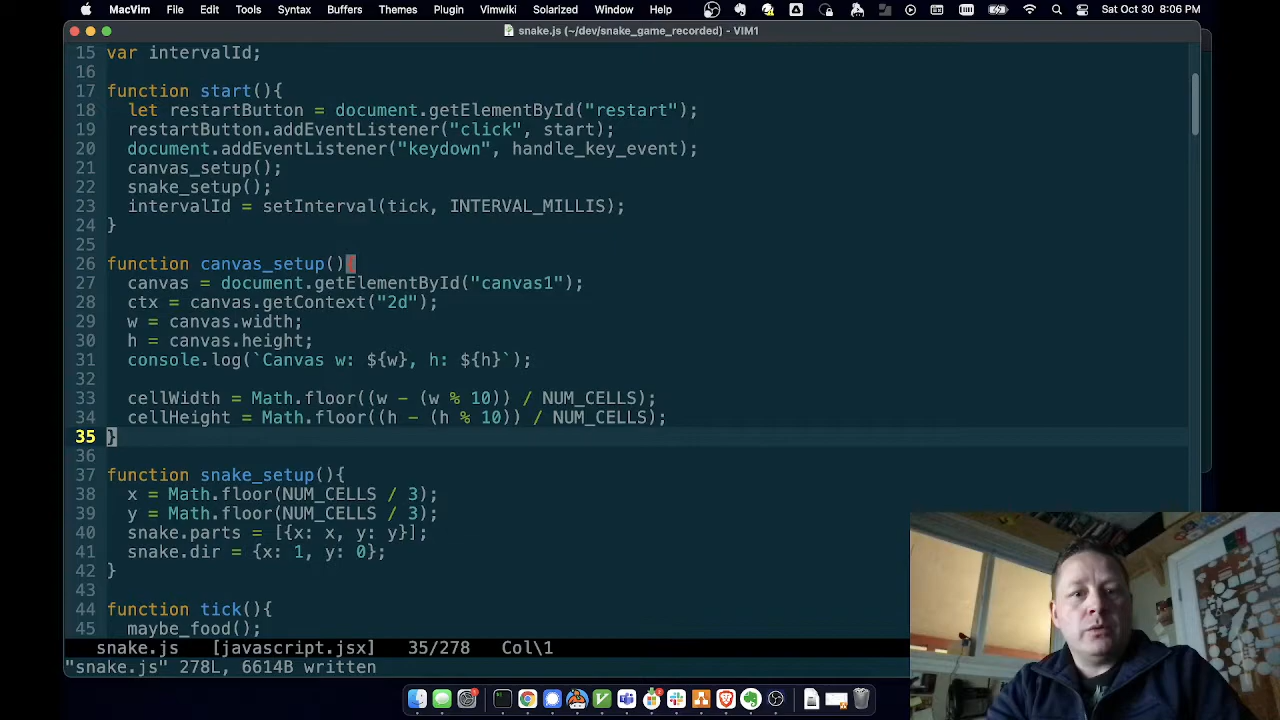 MacVim File Edit Tools Syntax Buffers Themes Plugin Vimwiki Solarized Window Help Sat Oct 30 8:06 PM
snake.js (~/dev/snake_game_recorded) - VIM1
15 var intervalId;
16
17 function start(){
18 let restartButton = document.getElementById("restart");
19 restartButton.addEventListener("click", start);
20 document.addEventListener("keydown", handle_key_event);
21 canvas_setup();
22 snake_setup();
23 intervalId = setInterval(tick, INTERVAL_MILLIS);
24 }
25
26 function canvas_setup(){
27 canvas = document.getElementById("canvas1");
28 ctx = canvas.getContext("2d");
29 w = canvas.width;
30 h = canvas.height;
31 console.log(`Canvas w: ${w}, h: ${h}`);
32
33 cellWidth = Math.floor((w - (w % 10)) / NUM_CELLS);
34 cellHeight = Math.floor((h - (h % 10)) / NUM_CELLS);
35 }
36
37 function snake_setup(){
38 x = Math.floor(NUM_CELLS / 3);
39 y = Math.floor(NUM_CELLS / 3);
40 snake.parts = [{x: x, y: y}];
41 snake.dir = {x: 1, y: 0};
42 }
43
44 function tick(){
45 maybe_food();
snake.js [javascript.jsx] 35/278 Col\1
"snake.js" 278L, 6614B written